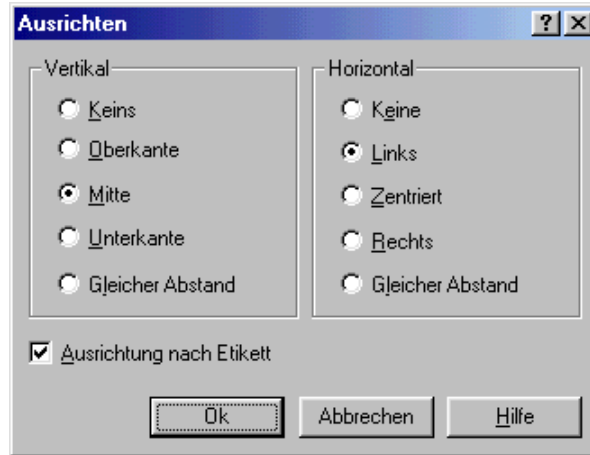 Ausrichten
Vertikal
Keins
Oberkante
Mitte
Unterkante
Gleicher Abstand
Horizontal
Keine
Links
Zentriert
Rechts
Gleicher Abstand
Ausrichtung nach Etikett
Ok Abbrechen Hilfe